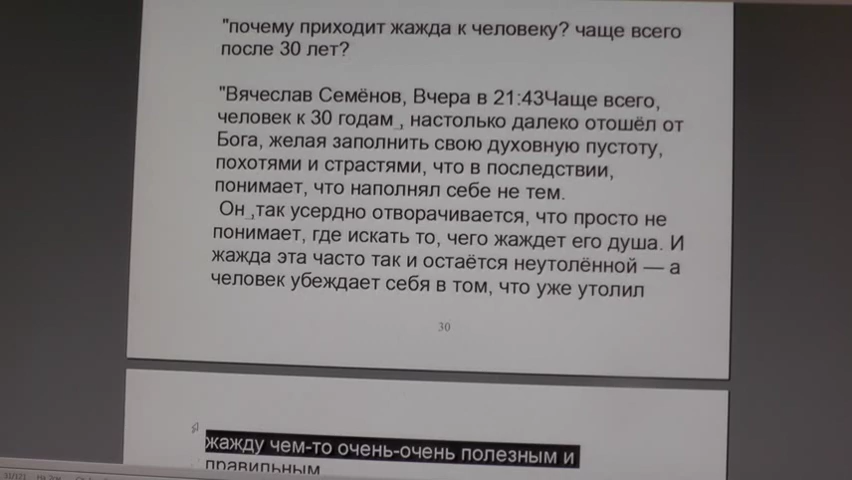 "почему приходит жажда к человеку? чаще всего
после 30 лет?
"Вячеслав Семёнов, Вчера в 21:43Чаще всего,
человек к 30 годам , настолько далеко отошёл от
Бога, желая заполнить свою духовную пустоту,
похотями и страстями, что в последствии,
понимает, что наполнял себе не тем.
Он ,так усердно отворачивается, что просто не
понимает, где искать то, чего жаждет его душа. И
жажда эта часто так и остаётся неутолённой — а
человек убеждает себя в том, что уже утолил
30
жажду чем-то очень-очень полезным и
правильным